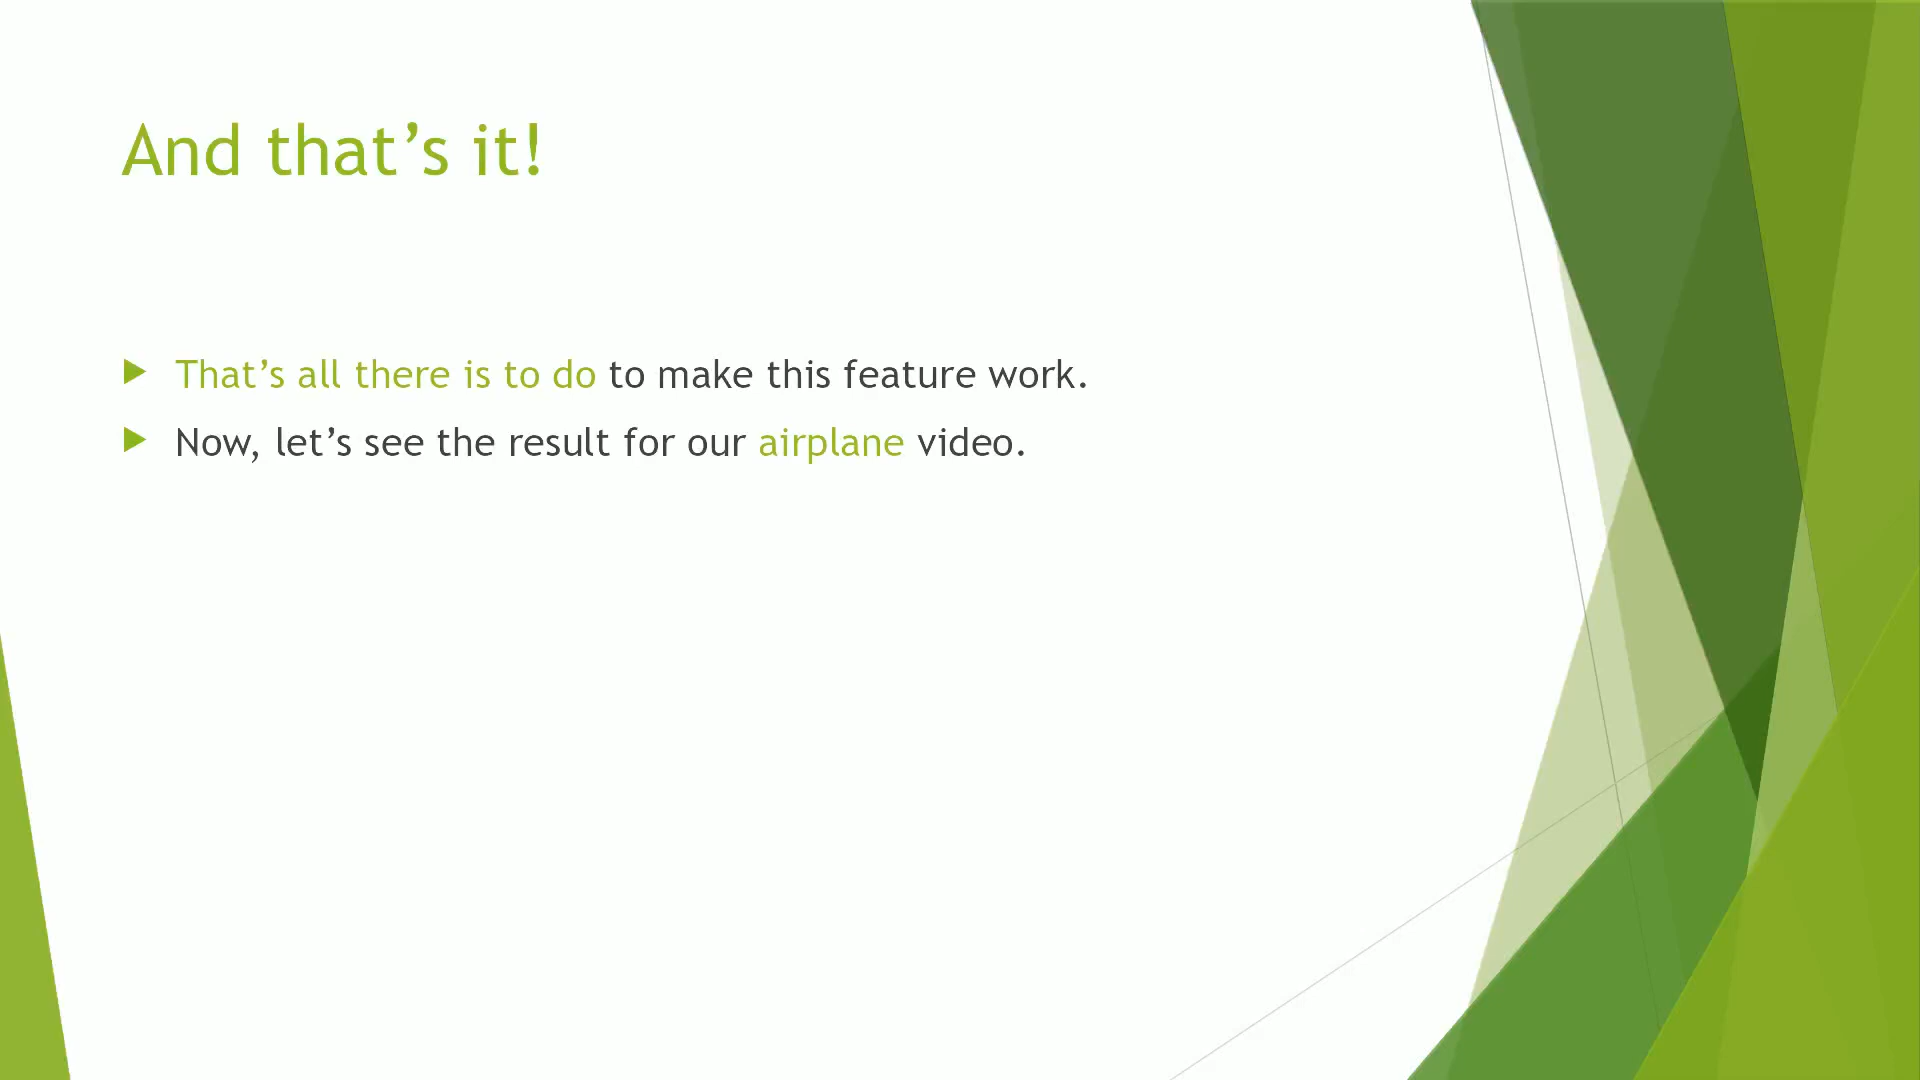 And that’s it!
That’s all there is to do to make this feature work.
Now, let’s see the result for our airplane video.